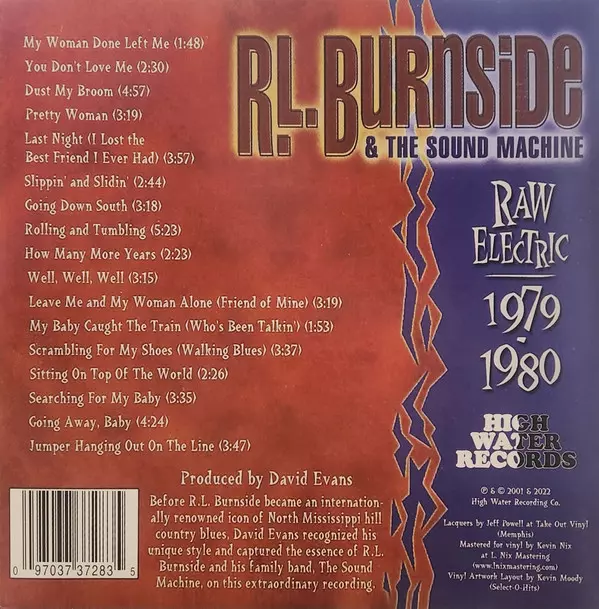 My Woman Done Left Me (1:48)
You Don't Love Me (2:30)
Dust My Broom (4:57)
Pretty Woman (3:19)
Last Night (I Lost the
Best Friend I Ever Had) (3:57)
Slippin' and Slidin' (2:44)
Going Down South (3:18)
Rolling and Tumbling (5:23)
How Many More Years (2:23)
Well, Well, Well (3:15)
Leave Me and My Woman Alone (Friend of Mine) (3:19)
My Baby Caught The Train (Who's Been Talkin') (1:53)
Scrambling For My Shoes (Walking Blues) (3:37)
Sitting On Top Of The World (2:26)
Searching For My Baby (3:35)
Going Away, Baby (4:24)
Jumper Hanging Out On The Line (3:47)
R.L. BURNSiDE
& THE SOUND MACHINE
RAW
ELECTRIC
1979
-
1980
HIGH
WATER
RECORDS
℗ & © 2001 & 2022
High Water Recording Co.
Lacquers by Jeff Powell at Take Out Vinyl
(Memphis)
Mastered for vinyl by Kevin Nix
at L. Nix Mastering
(www.lnixmastering.com)
Vinyl Artwork Layout by Kevin Moody
(Select-O-Hits)
Produced by David Evans
Before R.L. Burnside became an internation-
ally renowned icon of North Mississippi hill
country blues, David Evans recognized his
unique style and captured the essence of R.L.
Burnside and his family band, The Sound
Machine, on this extraordinary recording.
0 97037 37283 5